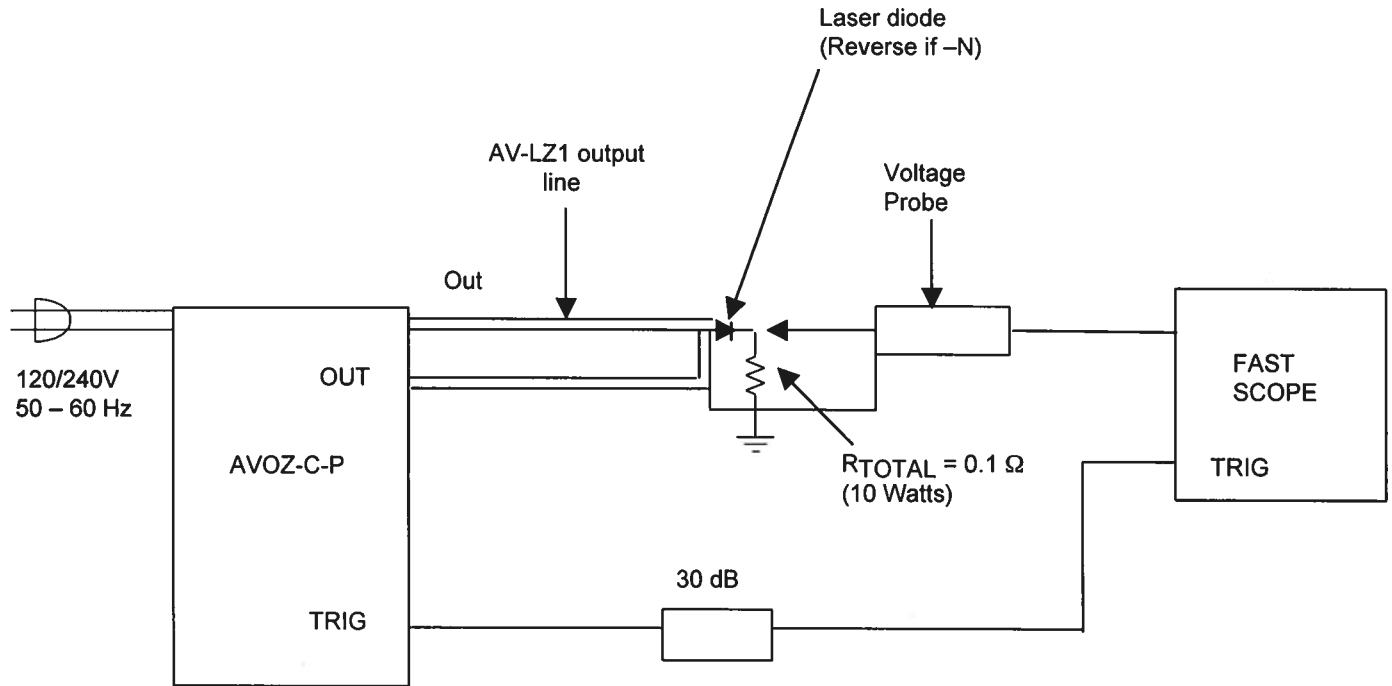 Laser diode
(Reverse if –N)
AV-LZ1 output
line
Voltage
Probe
Out
120/240V
50 – 60 Hz
OUT
AVOZ-C-P
TRIG
RTOTAL = 0.1 Ω
(10 Watts)
FAST
SCOPE
TRIG
30 dB